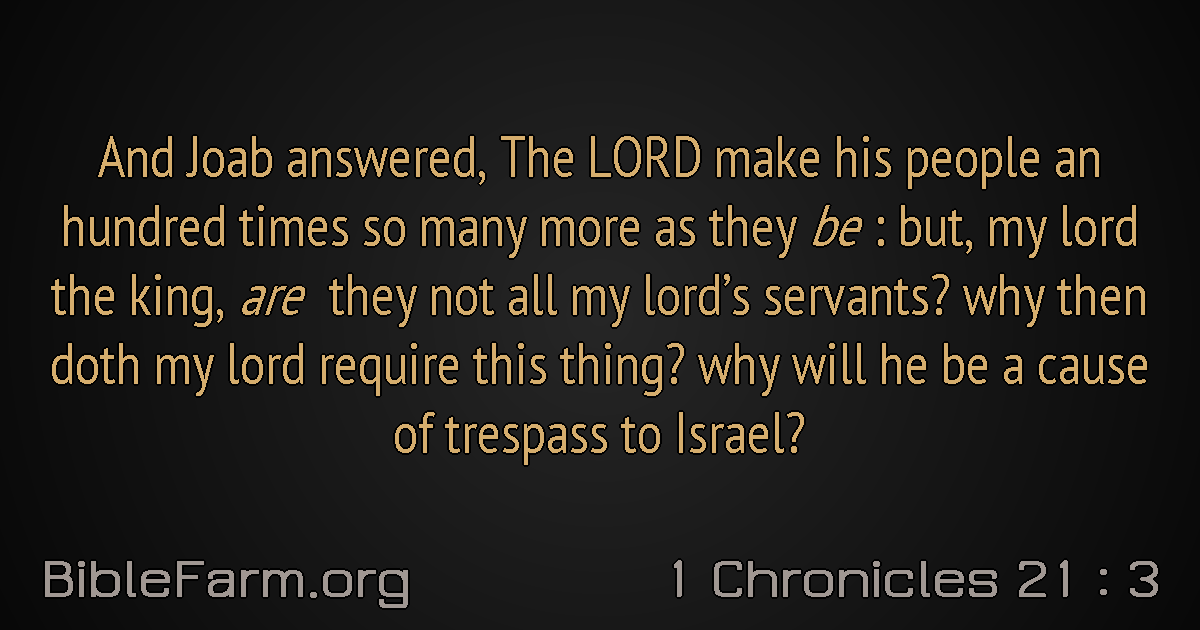 And Joab answered, The LORD make his people an
hundred times so many more as they be : but, my lord
the king, are they not all my lord’s servants? why then
doth my lord require this thing? why will he be a cause
of trespass to Israel?
BibleFarm.org
1 Chronicles 21 : 3